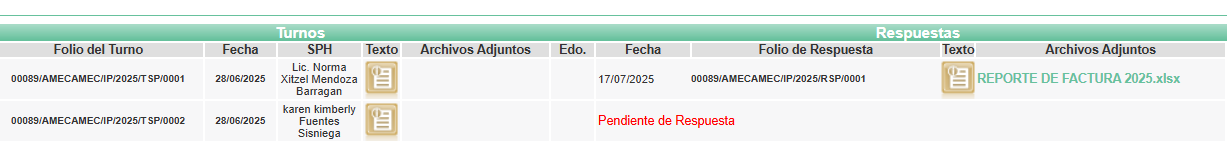 Turnos Respuestas
Folio del Turno Fecha SPH Texto Archivos Adjuntos Edo. Fecha Folio de Respuesta Texto Archivos Adjuntos
00089/AMECAMEC/IP/2025/TSP/0001 28/06/2025 Lic. Norma
Xitzel Mendoza
Barragan
17/07/2025 00089/AMECAMEC/IP/2025/RSP/0001 REPORTE DE FACTURA 2025.xlsx
00089/AMECAMEC/IP/2025/TSP/0002 28/06/2025 karen kimberly
Fuentes
Sisniega
Pendiente de Respuesta